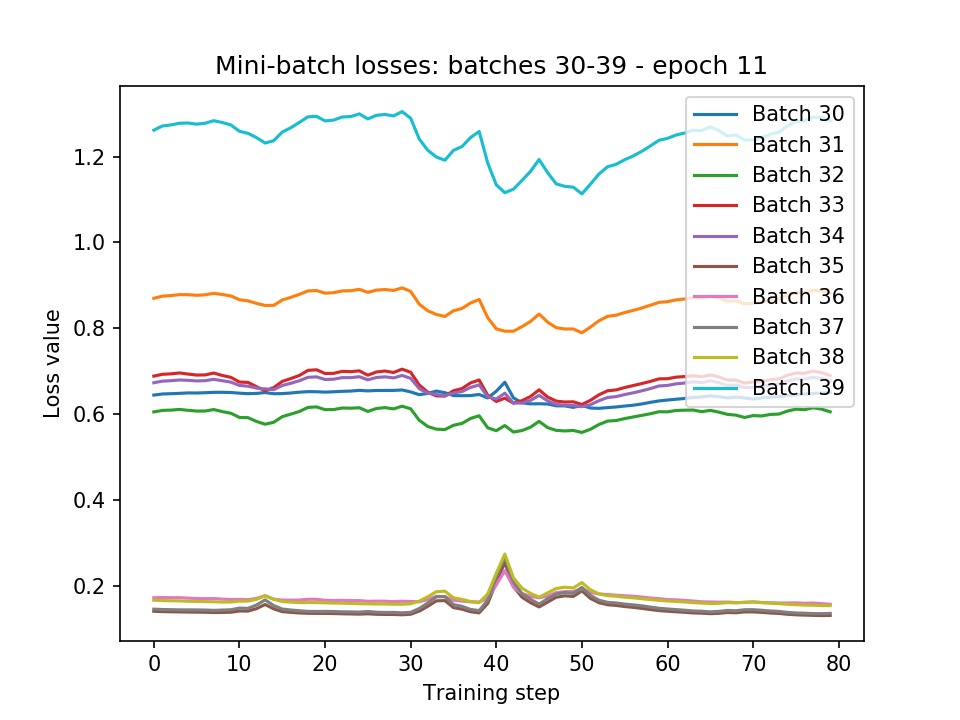 Mini-batch losses: batches 30-39 - epoch 11
Loss value
1.2
1.0
0.8
0.6
0.4
0.2
0
10
20
30
40
50
60
70
80
Training step
Batch 30
Batch 31
Batch 32
Batch 33
Batch 34
Batch 35
Batch 36
Batch 37
Batch 38
Batch 39